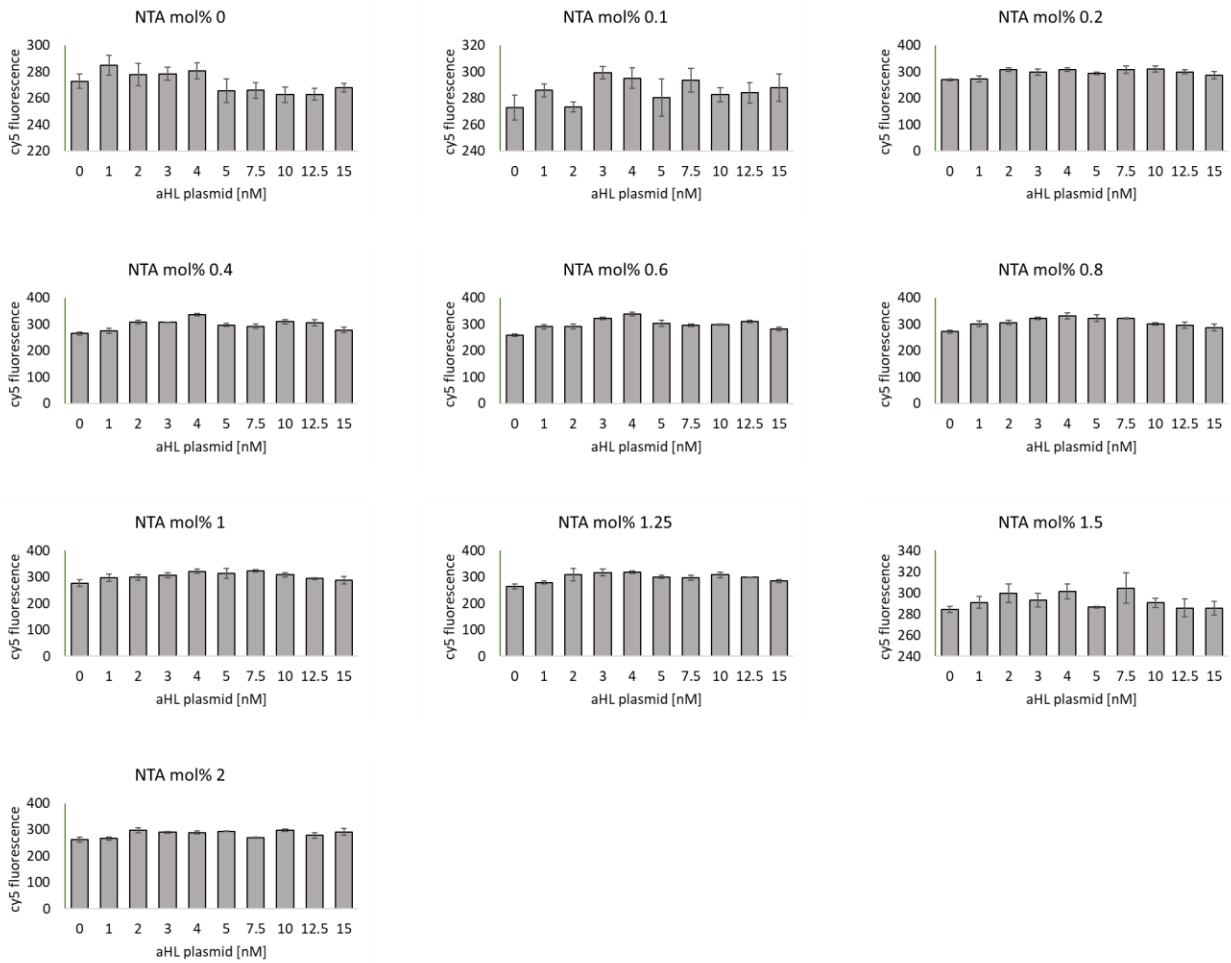 NTA mol% 0
300
280
260
240
220
cy5 fluorescence
0 1 2 3 4 5 7.5 10 12.5 15
aHL plasmid [nM]
NTA mol% 0.1
320
300
280
260
240
cy5 fluorescence
0 1 2 3 4 5 7.5 10 12.5 15
aHL plasmid [nM]
NTA mol% 0.2
400
300
200
100
0
cy5 fluorescence
0 1 2 3 4 5 7.5 10 12.5 15
aHL plasmid [nM]
NTA mol% 0.4
400
300
200
100
0
cy5 fluorescence
0 1 2 3 4 5 7.5 10 12.5 15
aHL plasmid [nM]
NTA mol% 0.6
400
300
200
100
0
cy5 fluorescence
0 1 2 3 4 5 7.5 10 12.5 15
aHL plasmid [nM]
NTA mol% 0.8
400
300
200
100
0
cy5 fluorescence
0 1 2 3 4 5 7.5 10 12.5 15
aHL plasmid [nM]
NTA mol% 1
400
300
200
100
0
cy5 fluorescence
0 1 2 3 4 5 7.5 10 12.5 15
aHL plasmid [nM]
NTA mol% 1.25
400
300
200
100
0
cy5 fluorescence
0 1 2 3 4 5 7.5 10 12.5 15
aHL plasmid [nM]
NTA mol% 1.5
340
320
300
280
260
240
cy5 fluorescence
0 1 2 3 4 5 7.5 10 12.5 15
aHL plasmid [nM]
NTA mol% 2
400
300
200
100
0
cy5 fluorescence
0 1 2 3 4 5 7.5 10 12.5 15
aHL plasmid [nM]